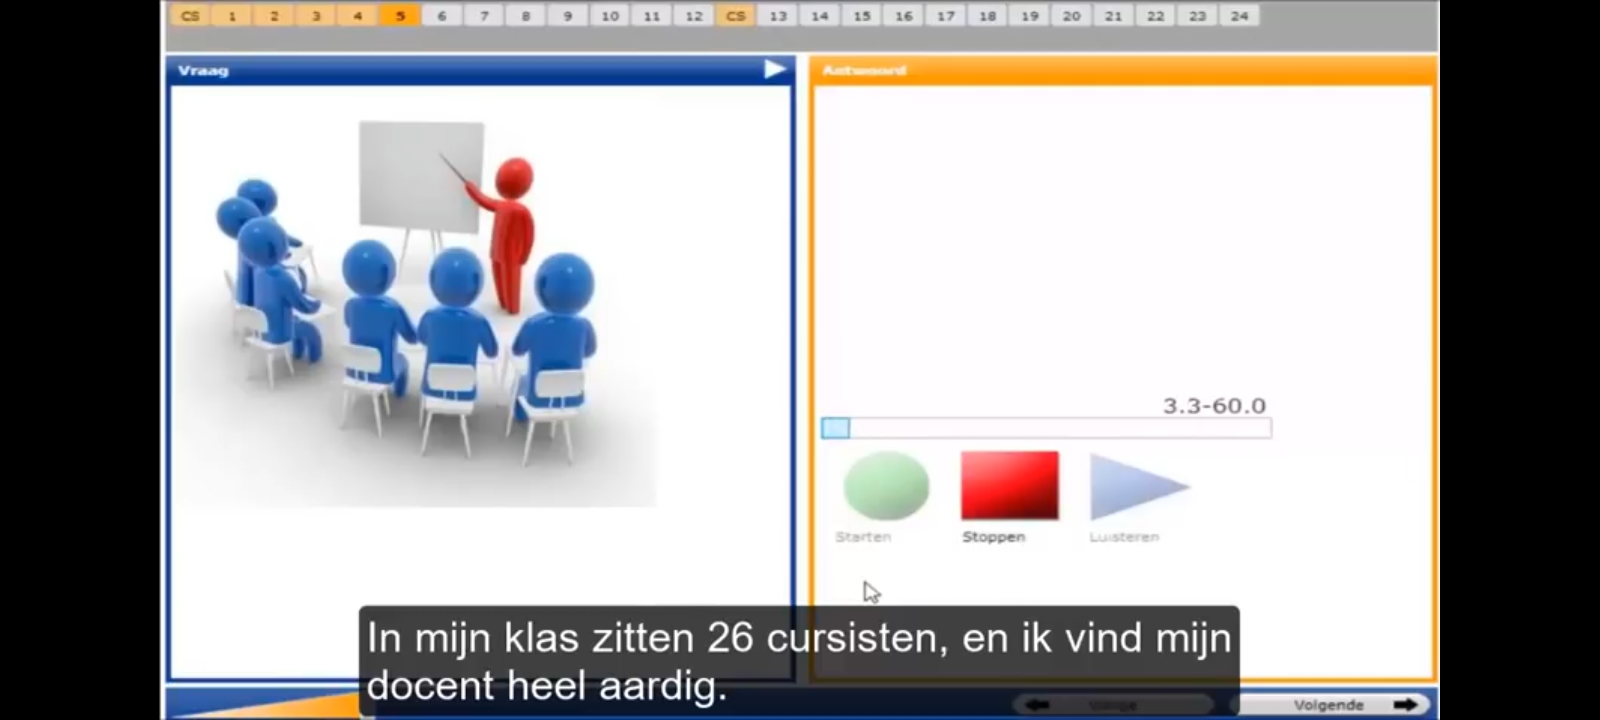 CS 1 2 3 4 5 6 7 8 9 10 11 12 CS 13 14 15 16 17 18 19 20 21 22 23 24
Vraag
Antwoord
3.3-60.0
Starten Stoppen Luisteren
In mijn klas zitten 26 cursisten, en ik vind mijn
docent heel aardig.
Volgende